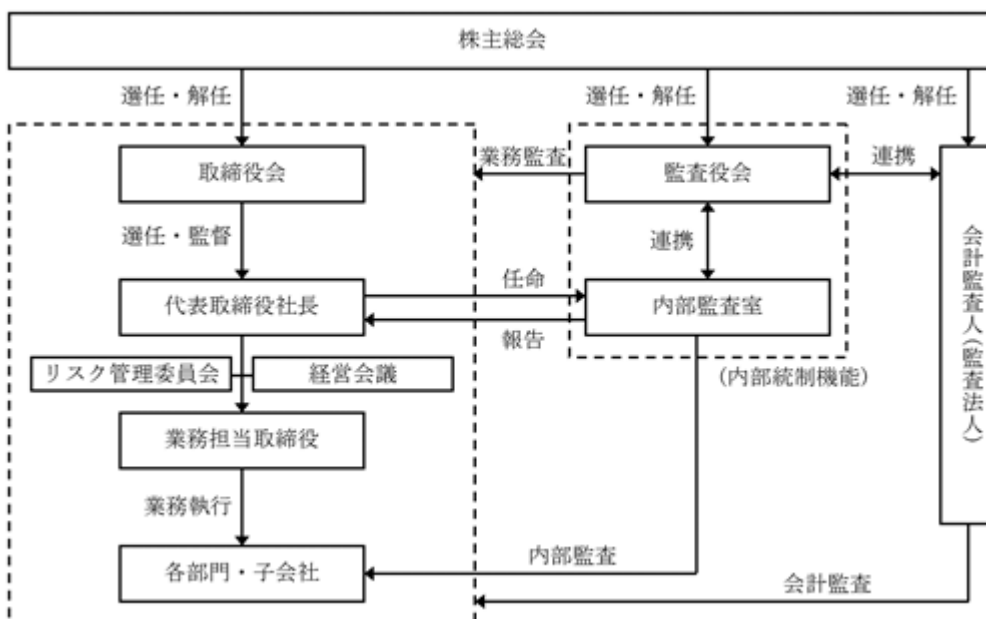 株主総会
選任・解任
選任・解任
選任・解任
取締役会
業務監査
監査役会
連携
選任・監督
連携
代表取締役社長
任命
報告
内部監査室
リスク管理委員会
経営会議
(内部統制機能)
会計監査人(監査法人)
業務担当取締役
業務執行
各部門・子会社
内部監査
会計監査